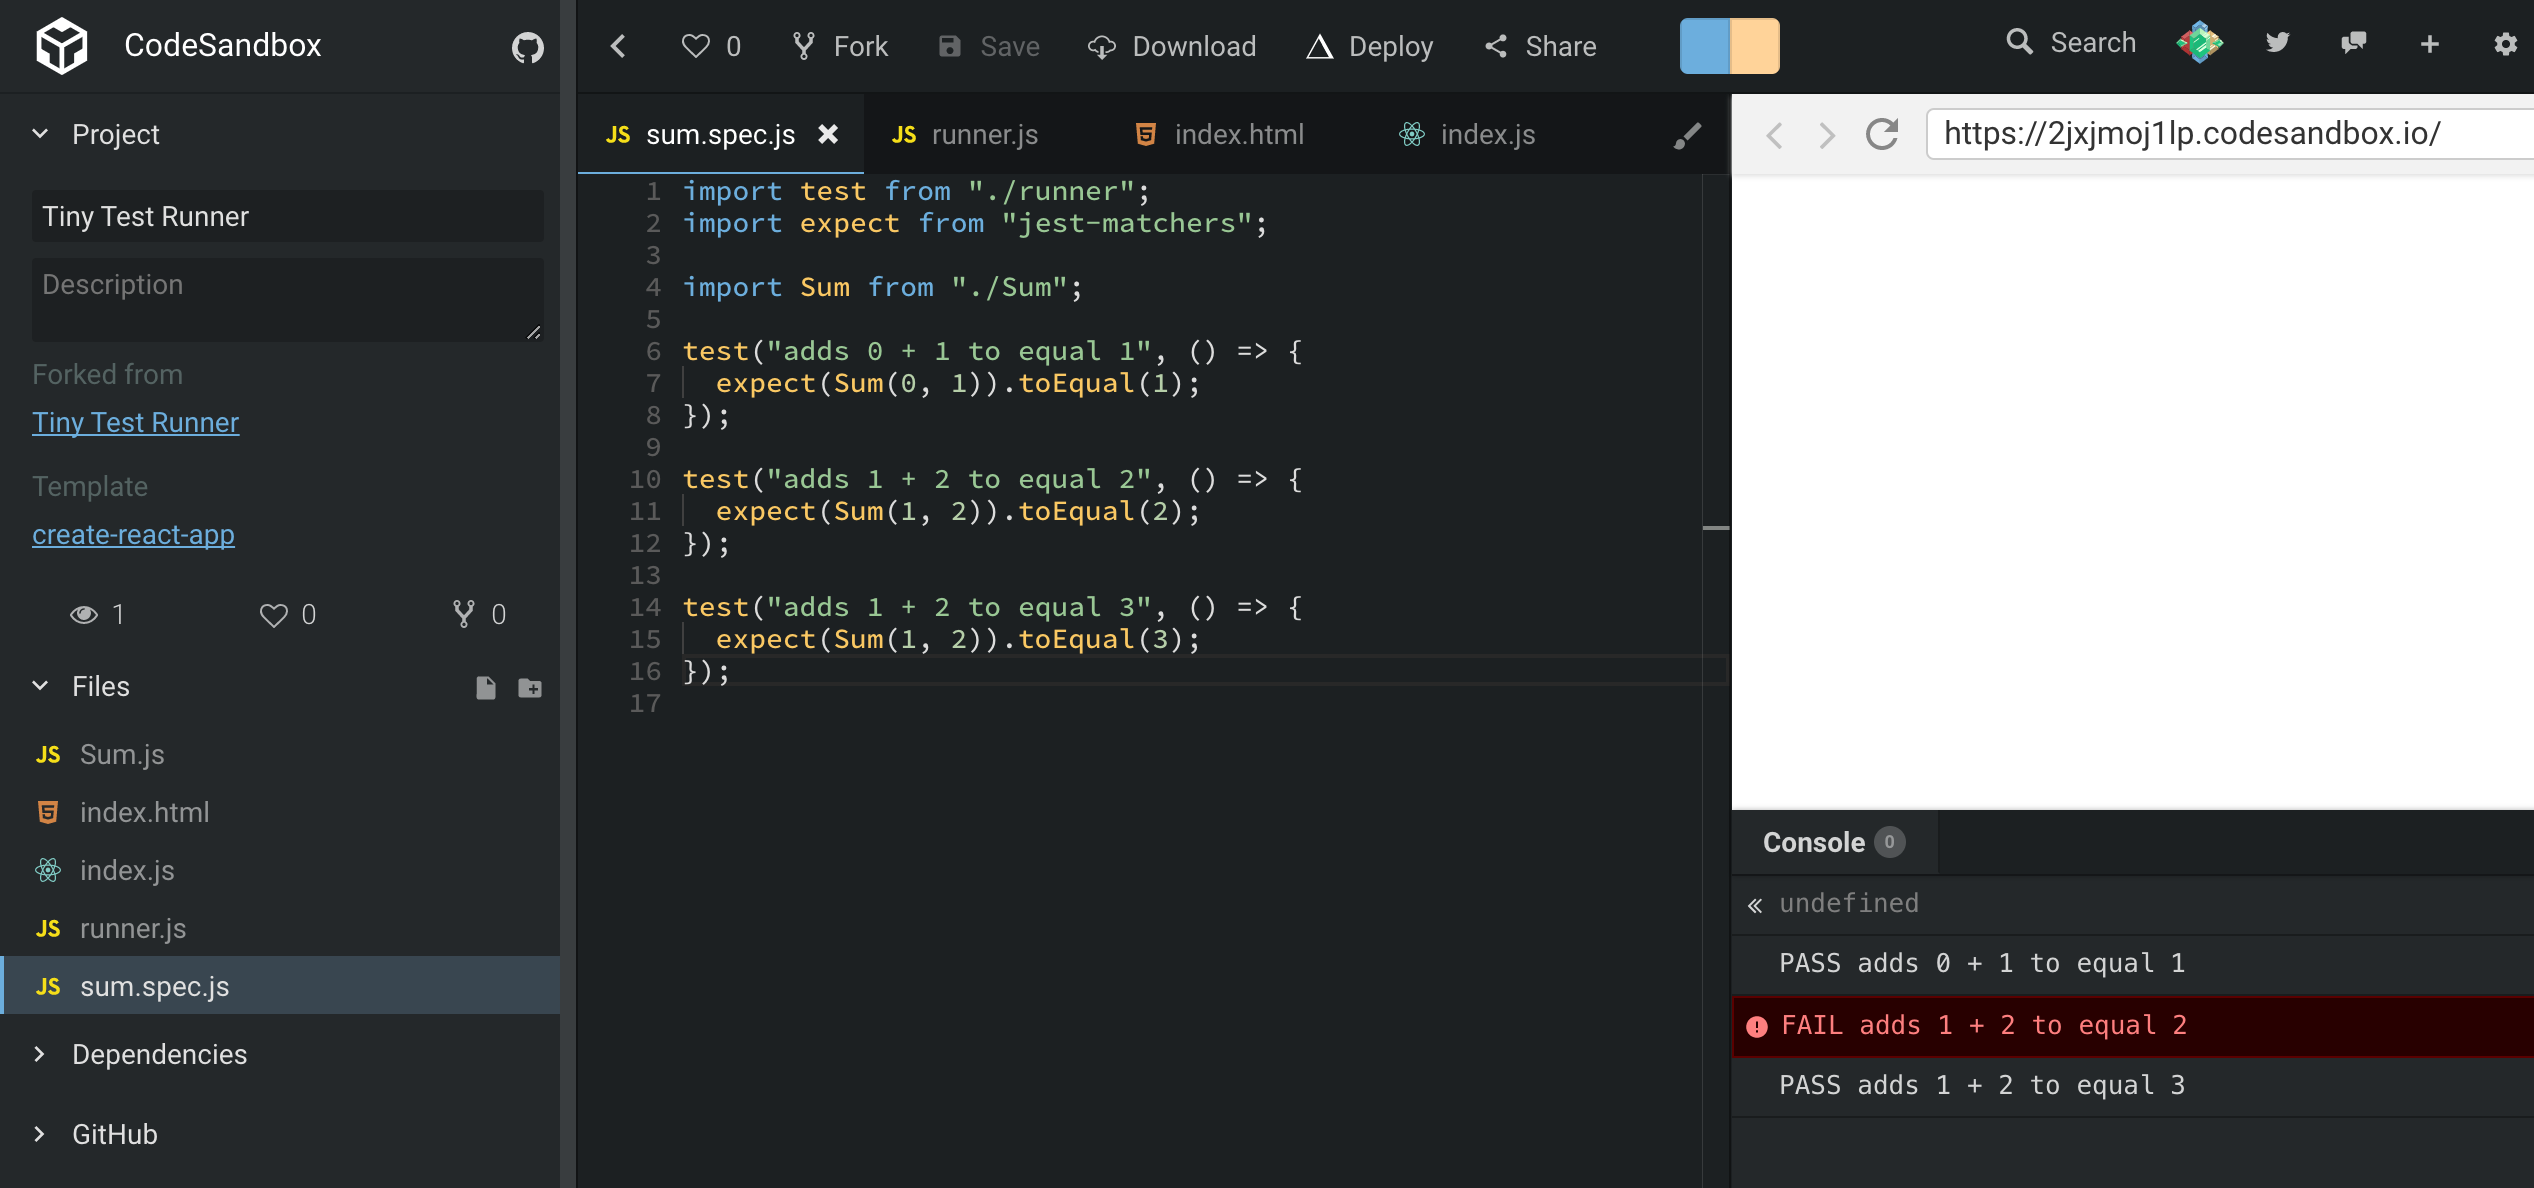 CodeSandbox
0 Fork Save Download Deploy Share Search
Project
Tiny Test Runner
Description
Forked from
Tiny Test Runner
Template
create-react-app
1 0 0
Files
JS Sum.js
index.html
index.js
JS runner.js
JS sum.spec.js
Dependencies
GitHub
JS sum.spec.js JS runner.js index.html index.js
1 import test from "./runner";
2 import expect from "jest-matchers";
3
4 import Sum from "./Sum";
5
6 test("adds 0 + 1 to equal 1", () => {
7   expect(Sum(0, 1)).toEqual(1);
8 });
9
10 test("adds 1 + 2 to equal 2", () => {
11   expect(Sum(1, 2)).toEqual(2);
12 });
13
14 test("adds 1 + 2 to equal 3", () => {
15   expect(Sum(1, 2)).toEqual(3);
16 });
17
https://2jxjmoj1lp.codesandbox.io/
Console 0
undefined
PASS adds 0 + 1 to equal 1
FAIL adds 1 + 2 to equal 2
PASS adds 1 + 2 to equal 3